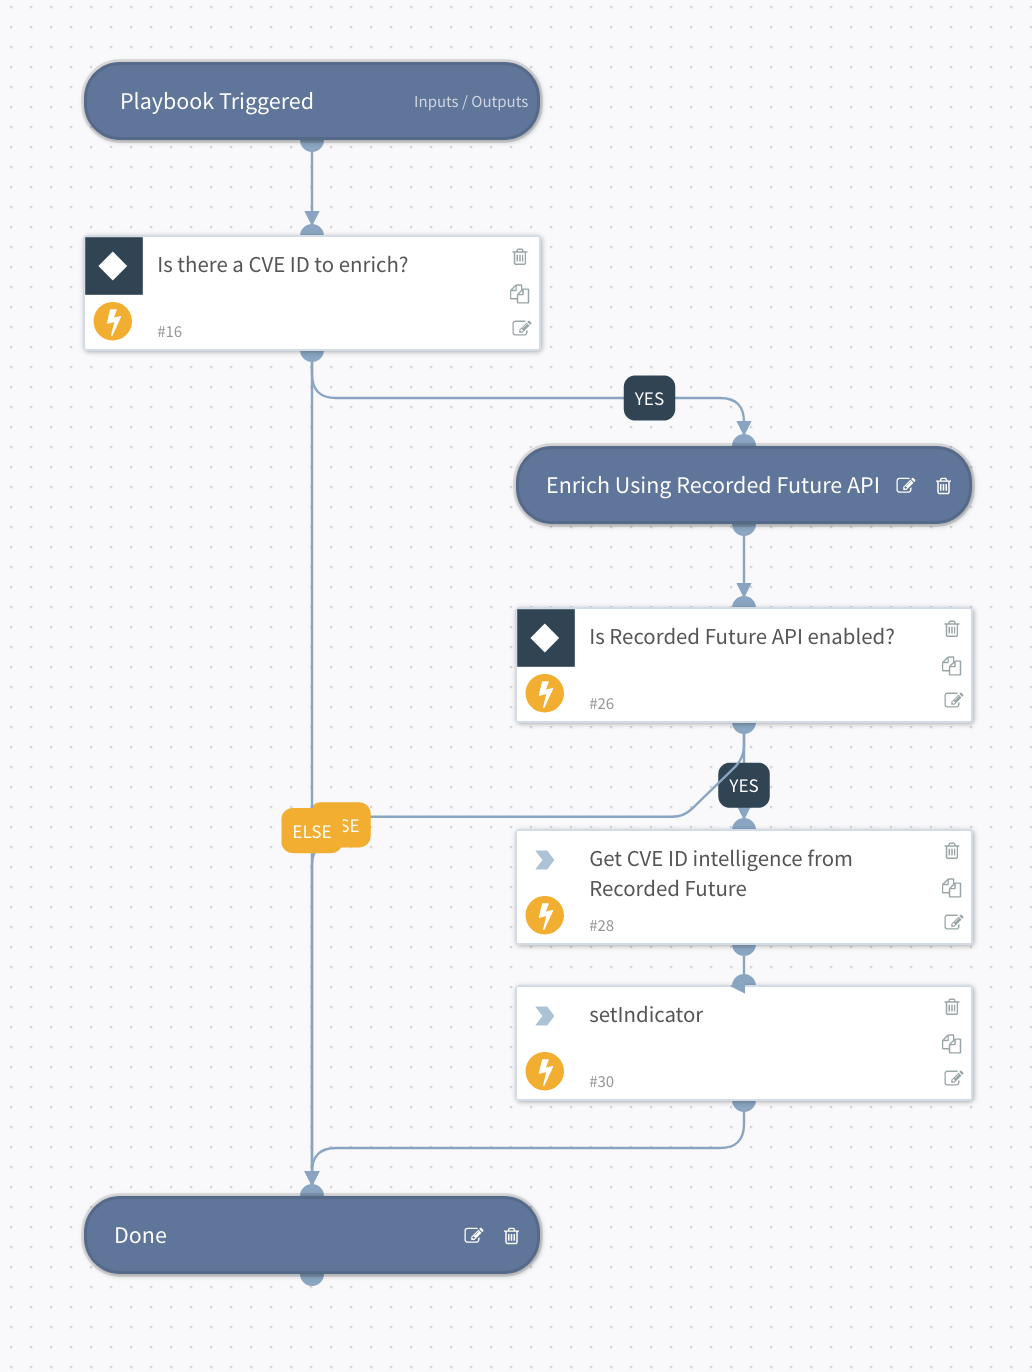 Playbook Triggered
Inputs / Outputs
Is there a CVE ID to enrich?
#16
YES
Enrich Using Recorded Future API
Is Recorded Future API enabled?
#26
YES
ELSE
SE
Get CVE ID intelligence from
Recorded Future
#28
setIndicator
#30
Done